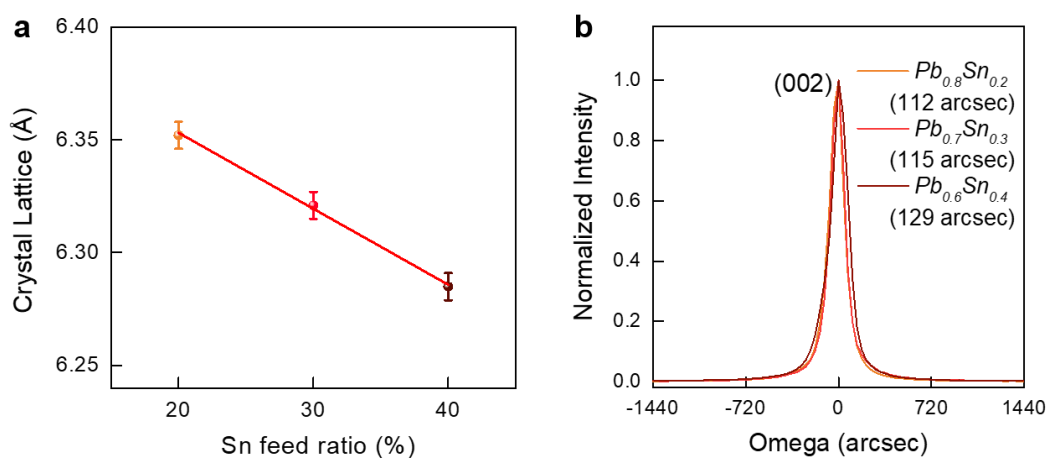 a
6.40
6.35
6.30
6.25
Crystal Lattice (Å)
20 30 40
Sn feed ratio (%)
b
(002)
Pb0.8Sn0.2
(112 arcsec)
Pb0.7Sn0.3
(115 arcsec)
Pb0.6Sn0.4
(129 arcsec)
1.0
0.8
0.6
0.4
0.2
0.0
Normalized Intensity
-1440 -720 0 720 1440
Omega (arcsec)